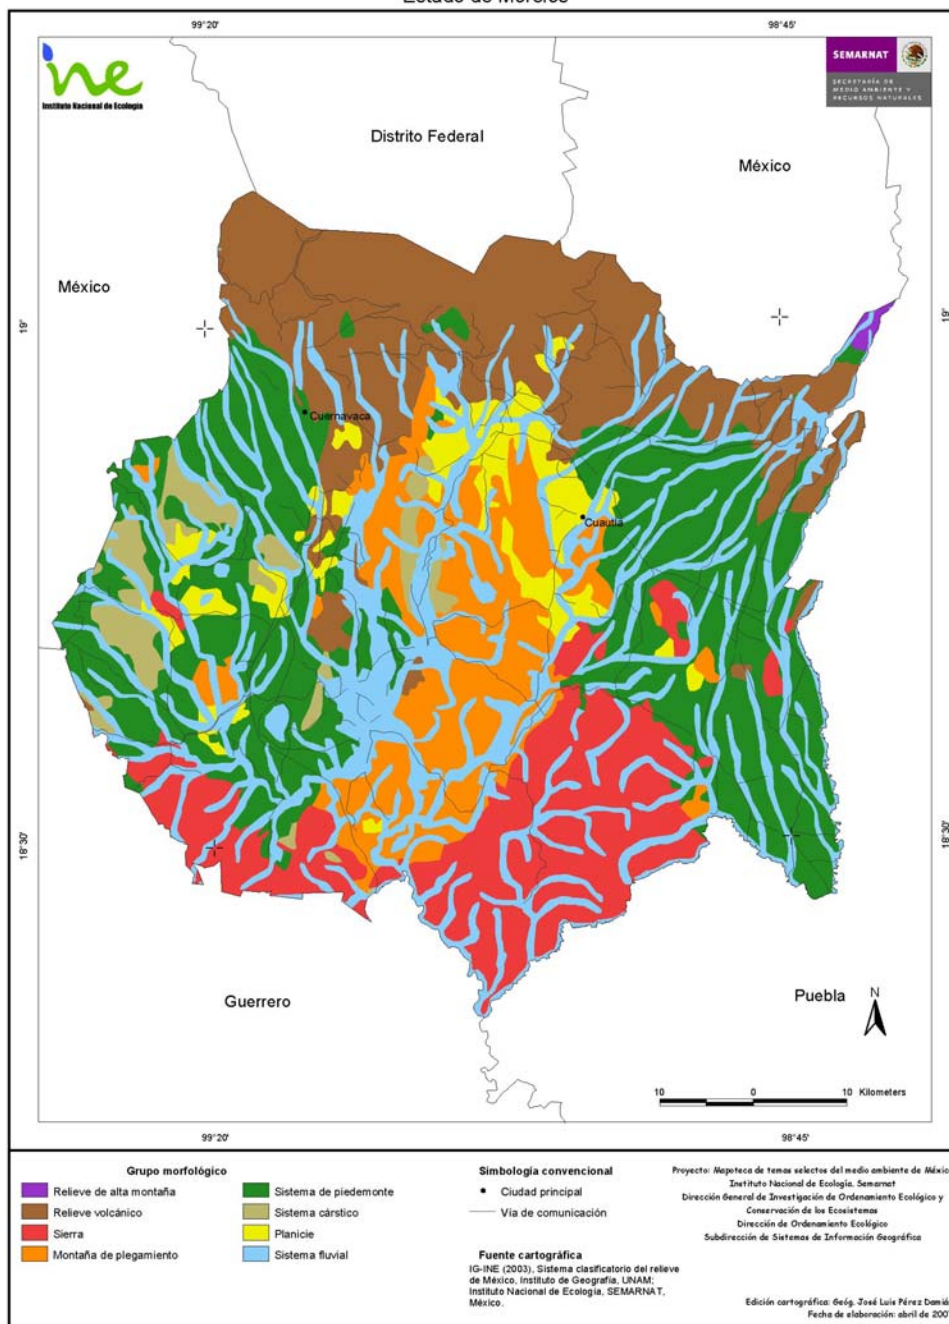 Estado de Morelos
99°20'
98°45'
ine
Instituto Nacional de Ecología
SEMARNAT
SECRETARÍA DE
MEDIO AMBIENTE Y
RECURSOS NATURALES
Distrito Federal
México
México
19°
19°
Cuernavaca
Cuautla
18°30'
18°30'
Guerrero
Puebla
N
10 0 10 Kilometers
99°20'
98°45'
Grupo morfológico
Relieve de alta montaña
Relieve volcánico
Sierra
Montaña de plegamiento
Sistema de piedemonte
Sistema cárstico
Planicie
Sistema fluvial
Simbología convencional
Ciudad principal
Vía de comunicación
Fuente cartográfica
IG-INE (2003), Sistema clasificatorio del relieve
de México, Instituto de Geografía, UNAM;
Instituto Nacional de Ecología, SEMARNAT,
México.
Proyecto: Mapoteca de temas selectos del medio ambiente de Méxic
Instituto Nacional de Ecología, Semarnat
Dirección General de Investigación de Ordenamiento Ecológico y
Conservación de los Ecosistemas
Dirección de Ordenamiento Ecológico
Subdirección de Sistemas de Información Geográfica
Edición cartográfica: Geóg. José Luis Pérez Damiá
Fecha de elaboración: abril de 200